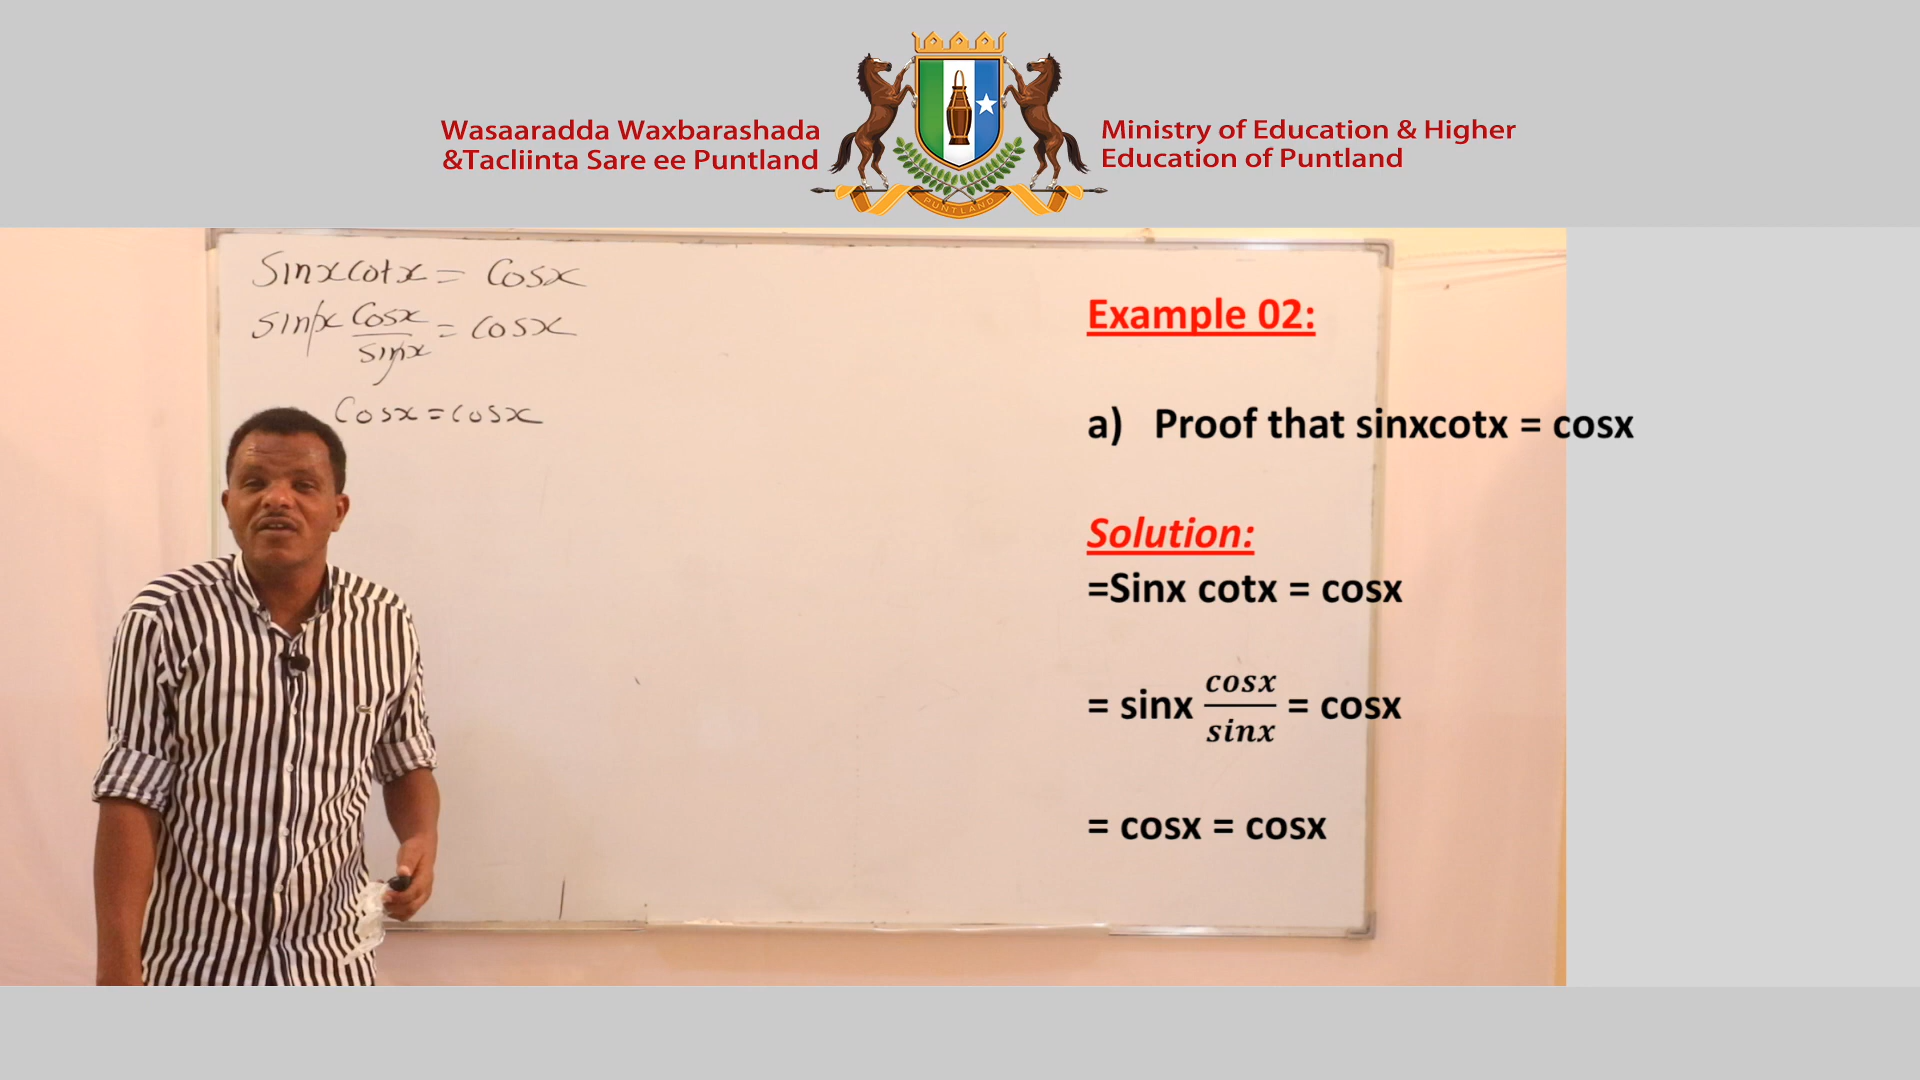 Wasaaradda Waxbarashada
&Tacliinta Sare ee Puntland
Ministry of Education & Higher
Education of Puntland
PUNTLAND
Sinxcotx = Cosx
sinx cosx/sinx = cosx
Cosx = cosx
Example 02:
a) Proof that sinxcotx = cosx
Solution:
=Sinx cotx = cosx
= sinx cosx/sinx = cosx
= cosx = cosx